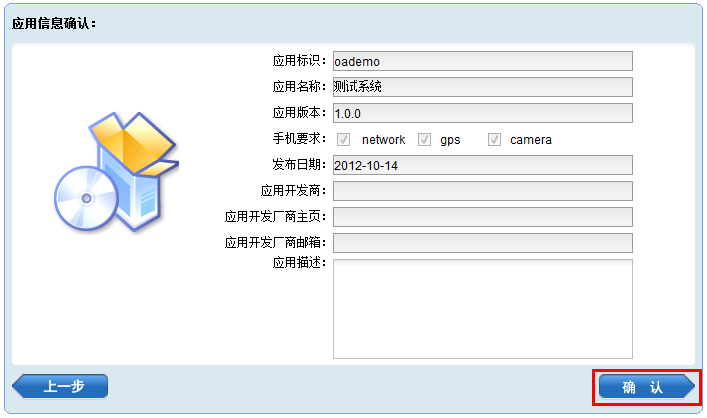 应用信息确认：
应用标识： oademo
应用名称： 测试系统
应用版本： 1.0.0
手机要求： network gps camera
发布日期： 2012-10-14
应用开发商：
应用开发厂商主页：
应用开发厂商邮箱：
应用描述：
上一步 确 认